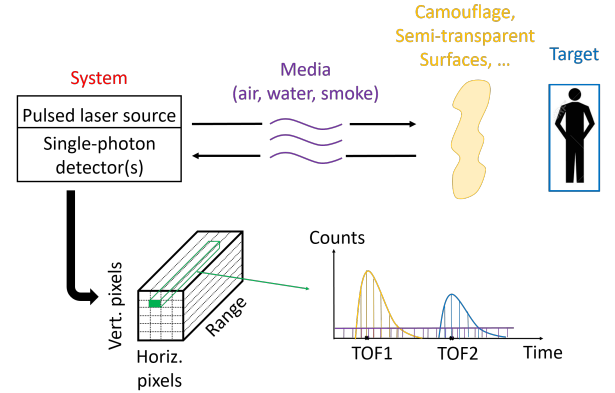 Camouflage,
Semi-transparent
Surfaces, ...
Target
System
Media
(air, water, smoke)
Pulsed laser source
Single-photon
detector(s)
Counts
Vert. pixels
Range
Horiz.
pixels
TOF1
TOF2
Time